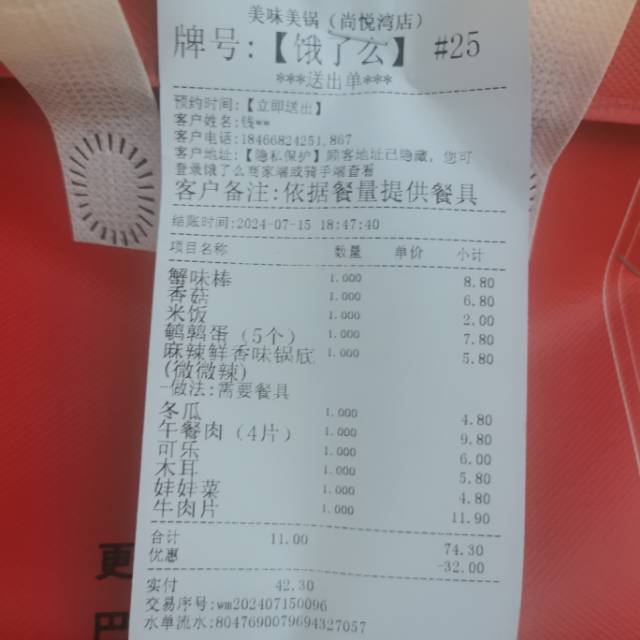 美味美锅（尚悦湾店）
牌号:【饿了么】 #25
***送出单***
预约时间:【立即送出】
客户姓名:钱**
客户电话:18466824251,867
客户地址:【隐私保护】顾客地址已隐藏，您可
登录饿了么商家端或骑手端查看
客户备注:依据餐量提供餐具
结账时间:2024-07-15 18:47:40
项目名称 数量 单价 小计
蟹味棒 1.000 8.80
香菇 1.000 6.80
米饭 1.000 2.00
鹌鹑蛋（5个） 1.000 7.80
麻辣鲜香味锅底 1.000 5.80
(微微辣)
-做法:需要餐具
冬瓜 1.000 4.80
午餐肉（4片） 1.000 9.80
可乐 1.000 6.00
木耳 1.000 5.80
娃娃菜 1.000 4.80
牛肉片 1.000 11.90
合计 11.00 74.30
优惠 -32.00
实付 42.30
交易序号:wm202407150096
水单流水:8047690079694327057
更
巴